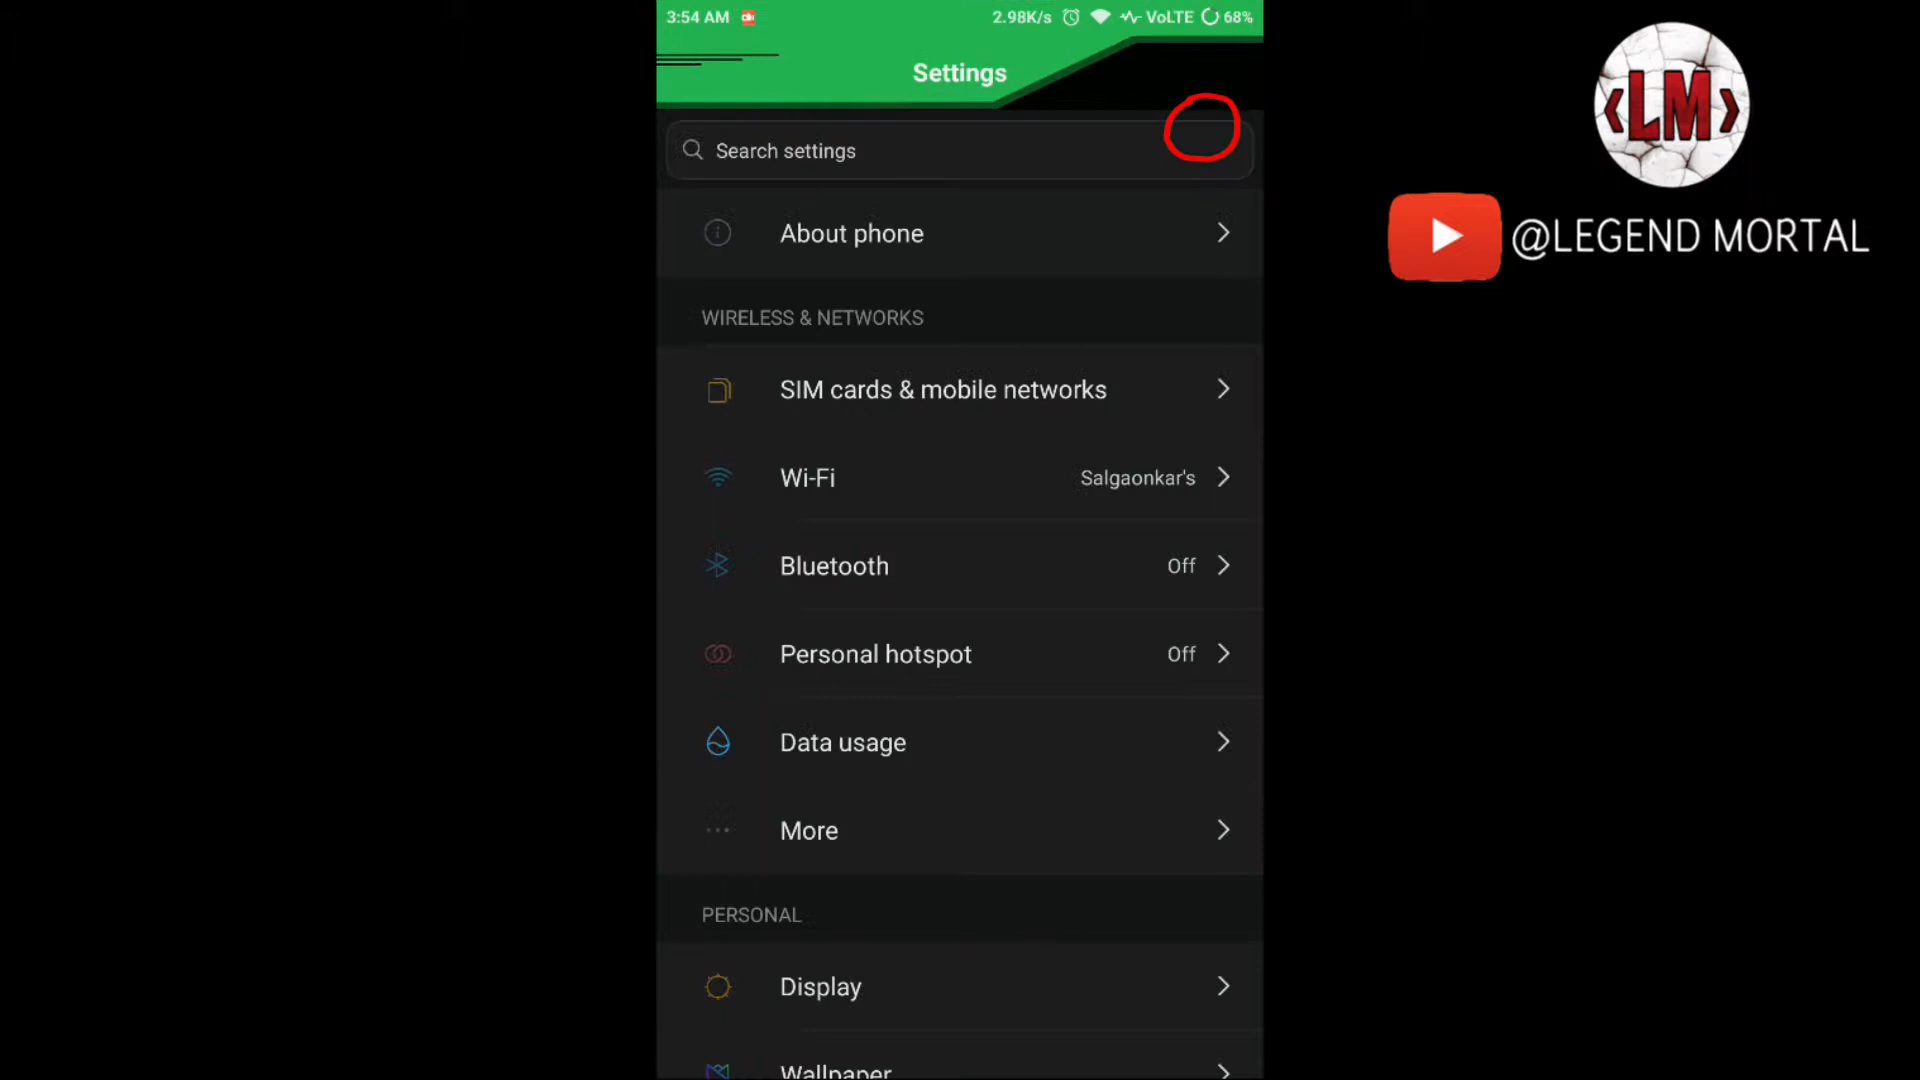 3:54 AM
2.98K/s
VoLTE
68%
Settings
Search settings
About phone
WIRELESS & NETWORKS
SIM cards & mobile networks
Wi-Fi
Salgaonkar's
Bluetooth
Off
Personal hotspot
Off
Data usage
More
PERSONAL
Display
Wallpaper
<LM>
@LEGEND MORTAL